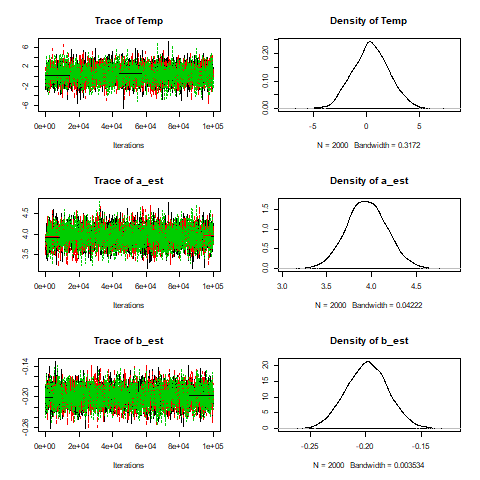 Trace of Temp
6
2
-2
-6
0e+00 2e+04 4e+04 6e+04 8e+04 1e+05
Iterations
Density of Temp
0.20
0.10
0.00
-5 0 5
N = 2000 Bandwidth = 0.3172
Trace of a_est
4.5
4.0
3.5
0e+00 2e+04 4e+04 6e+04 8e+04 1e+05
Iterations
Density of a_est
1.5
1.0
0.5
0.0
3.0 3.5 4.0 4.5
N = 2000 Bandwidth = 0.04222
Trace of b_est
-0.14
-0.20
-0.26
0e+00 2e+04 4e+04 6e+04 8e+04 1e+05
Iterations
Density of b_est
20
15
10
5
0
-0.25 -0.20 -0.15
N = 2000 Bandwidth = 0.003534